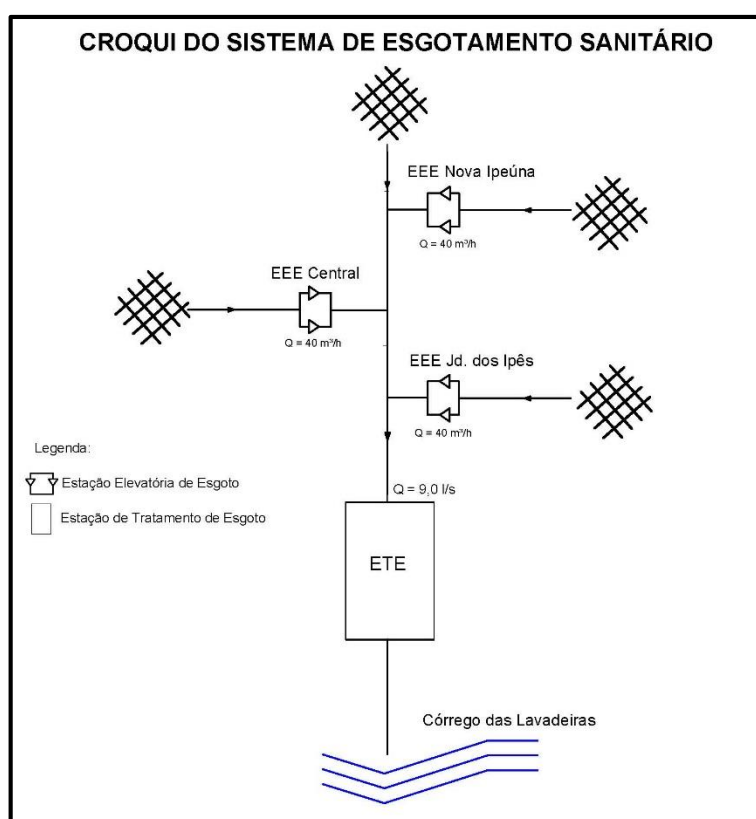 CROQUI DO SISTEMA DE ESGOTAMENTO SANITÁRIO
EEE Nova Ipeúna
Q = 40 m³/h
EEE Central
Q = 40 m³/h
EEE Jd. dos Ipês
Q = 40 m³/h
Legenda:
Estação Elevatória de Esgoto
Estação de Tratamento de Esgoto
Q = 9,0 l/s
ETE
Córrego das Lavadeiras